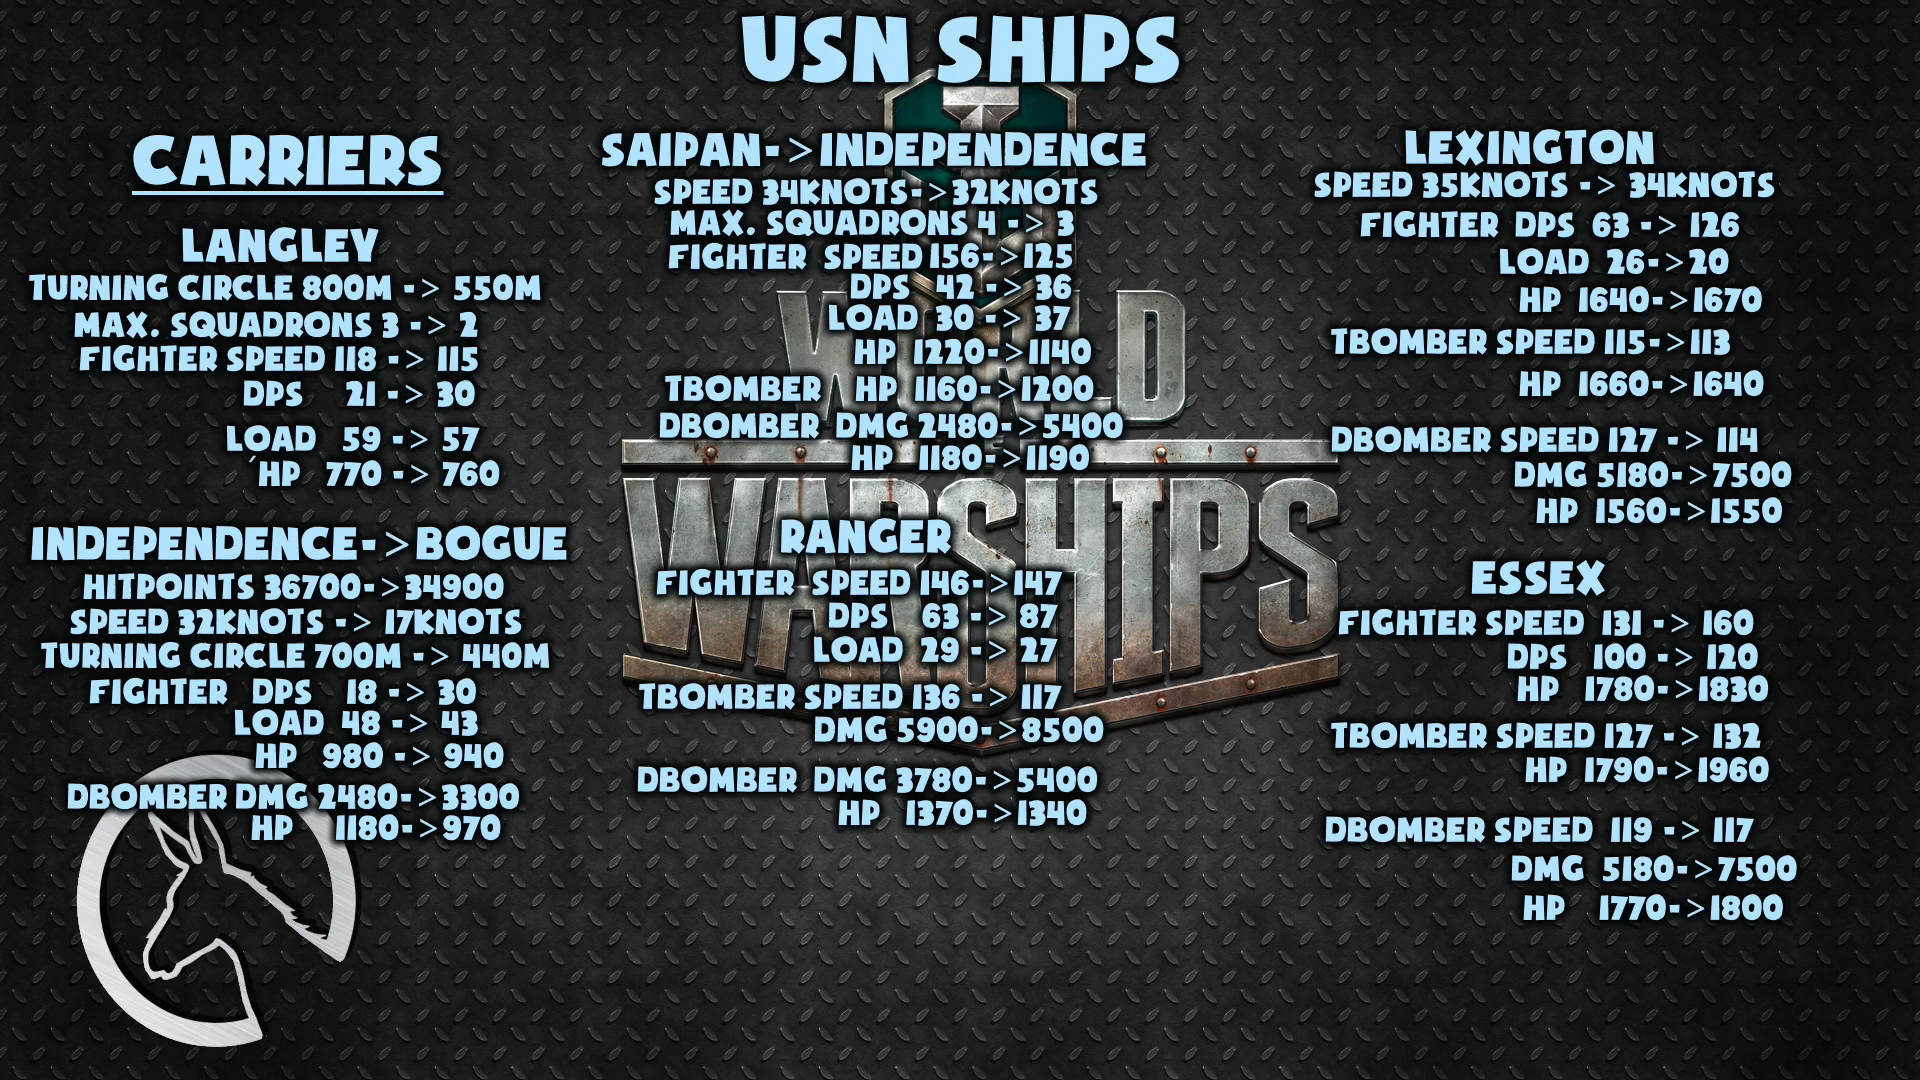 USN SHIPS
CARRIERS
LANGLEY
TURNING CIRCLE 800M -> 550M
MAX. SQUADRONS 3 -> 2
FIGHTER SPEED 118 -> 115
DPS 21 -> 30
LOAD 59 -> 57
´HP 770 -> 760
INDEPENDENCE->BOGUE
HITPOINTS 36700->34900
SPEED 32KNOTS -> 17KNOTS
TURNING CIRCLE 700M -> 440M
FIGHTER DPS 18 -> 30
LOAD 48 -> 43
HP 980 -> 940
DBOMBER DMG 2480->3300
HP 1180->970
SAIPAN->INDEPENDENCE
SPEED 34KNOTS->32KNOTS
MAX. SQUADRONS 4 -> 3
FIGHTER SPEED 156->125
DPS 42 -> 36
LOAD 30 -> 37
HP 1220->1140
TBOMBER HP 1160->1200
DBOMBER DMG 2480->5400
HP 1180->1190
RANGER
FIGHTER SPEED 146->147
DPS 63 -> 87
LOAD 29 -> 27
TBOMBER SPEED 136 -> 117
DMG 5900->8500
DBOMBER DMG 3780->5400
HP 1370->1340
LEXINGTON
SPEED 35KNOTS -> 34KNOTS
FIGHTER DPS 63 -> 126
LOAD 26->20
HP 1640->1670
TBOMBER SPEED 115->113
HP 1660->1640
DBOMBER SPEED 127 -> 114
DMG 5180->7500
HP 1560->1550
ESSEX
FIGHTER SPEED 131 -> 160
DPS 100 -> 120
HP 1780->1830
TBOMBER SPEED 127 -> 132
HP 1790->1960
DBOMBER SPEED 119 -> 117
DMG 5180->7500
HP 1770->1800
WORLD
WARSHIPS